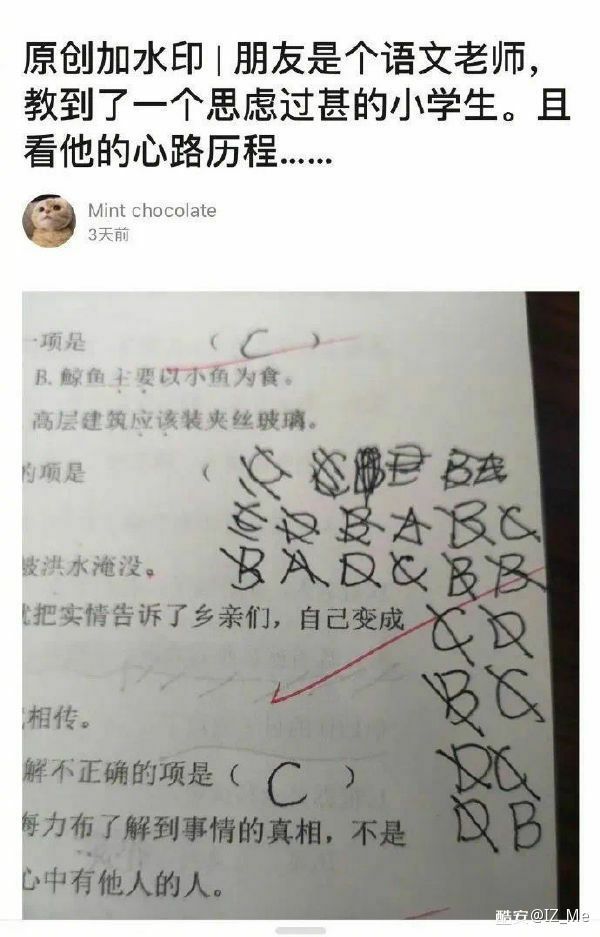 原创加水印 | 朋友是个语文老师，
教到了一个思虑过甚的小学生。且
看他的心路历程……
Mint chocolate
3天前
一项是 （ C ）
B. 鲸鱼主要以小鱼为食。
高层建筑应该装夹丝玻璃。
的项是 （ C
B A
C D B A B C
被洪水淹没。 B A D C B B
就把实情告诉了乡亲们，自己变成
C D
B C
相传。
解不正确的项是（ C ）
D C
海力布了解到事情的真相，不是
D B
心中有他人的人。
酷安@IZ_Me